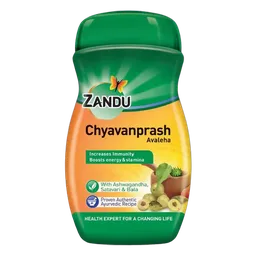 ZANDU
Chyavanprash
Avaleha
Increases Immunity
Boosts energy & stamina
With Ashwagandha,
Satavari & Bala
Proven Authentic
Ayurvedic Recipe
HEALTH EXPERT FOR A CHANGING LIFE